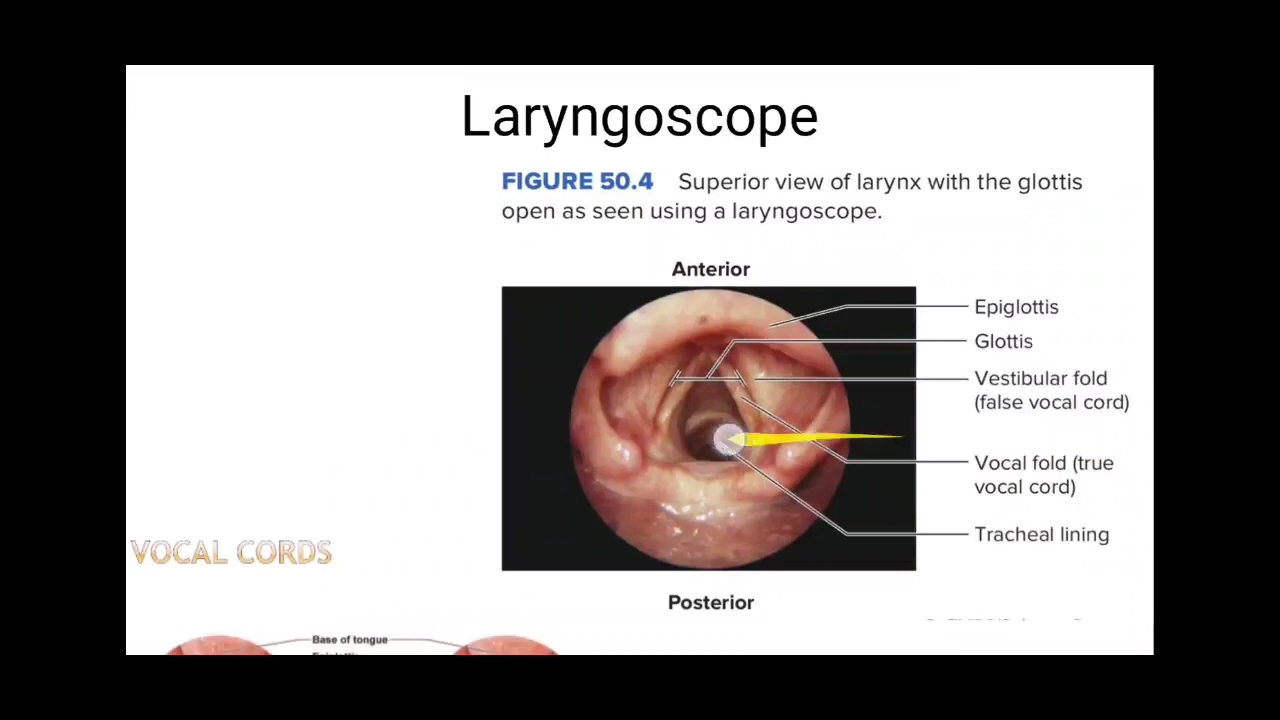 Laryngoscope
FIGURE 50.4 Superior view of larynx with the glottis
open as seen using a laryngoscope.
Anterior
Epiglottis
Glottis
Vestibular fold
(false vocal cord)
Vocal fold (true
vocal cord)
Tracheal lining
VOCAL CORDS
Posterior
Base of tongue